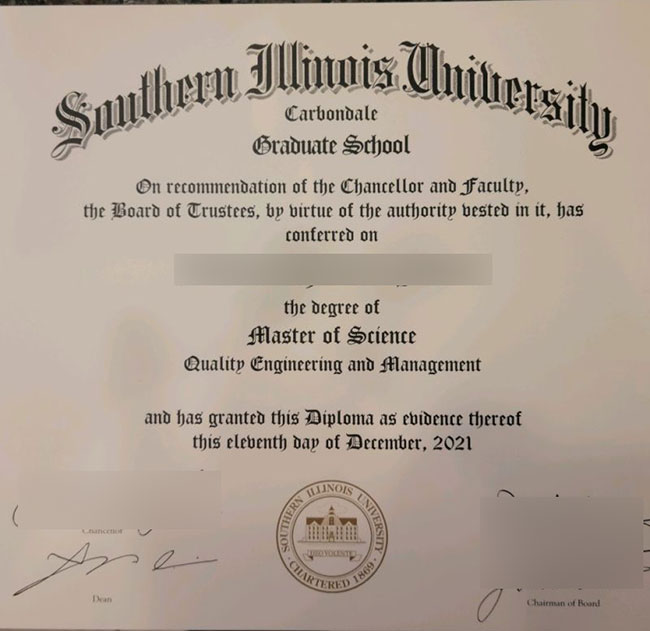 Southern Illinois University
Carbondale
Graduate School
On recommendation of the Chancellor and Faculty,
the Board of Trustees, by virtue of the authority vested in it, has
conferred on
the degree of
Master of Science
Quality Engineering and Management
and has granted this Diploma as evidence thereof
this eleventh day of December, 2021
Chancellor
Dean
SOUTHERN ILLINOIS UNIVERSITY
DEO VOLENTE
CHARTERED 1869
Chairman of Board